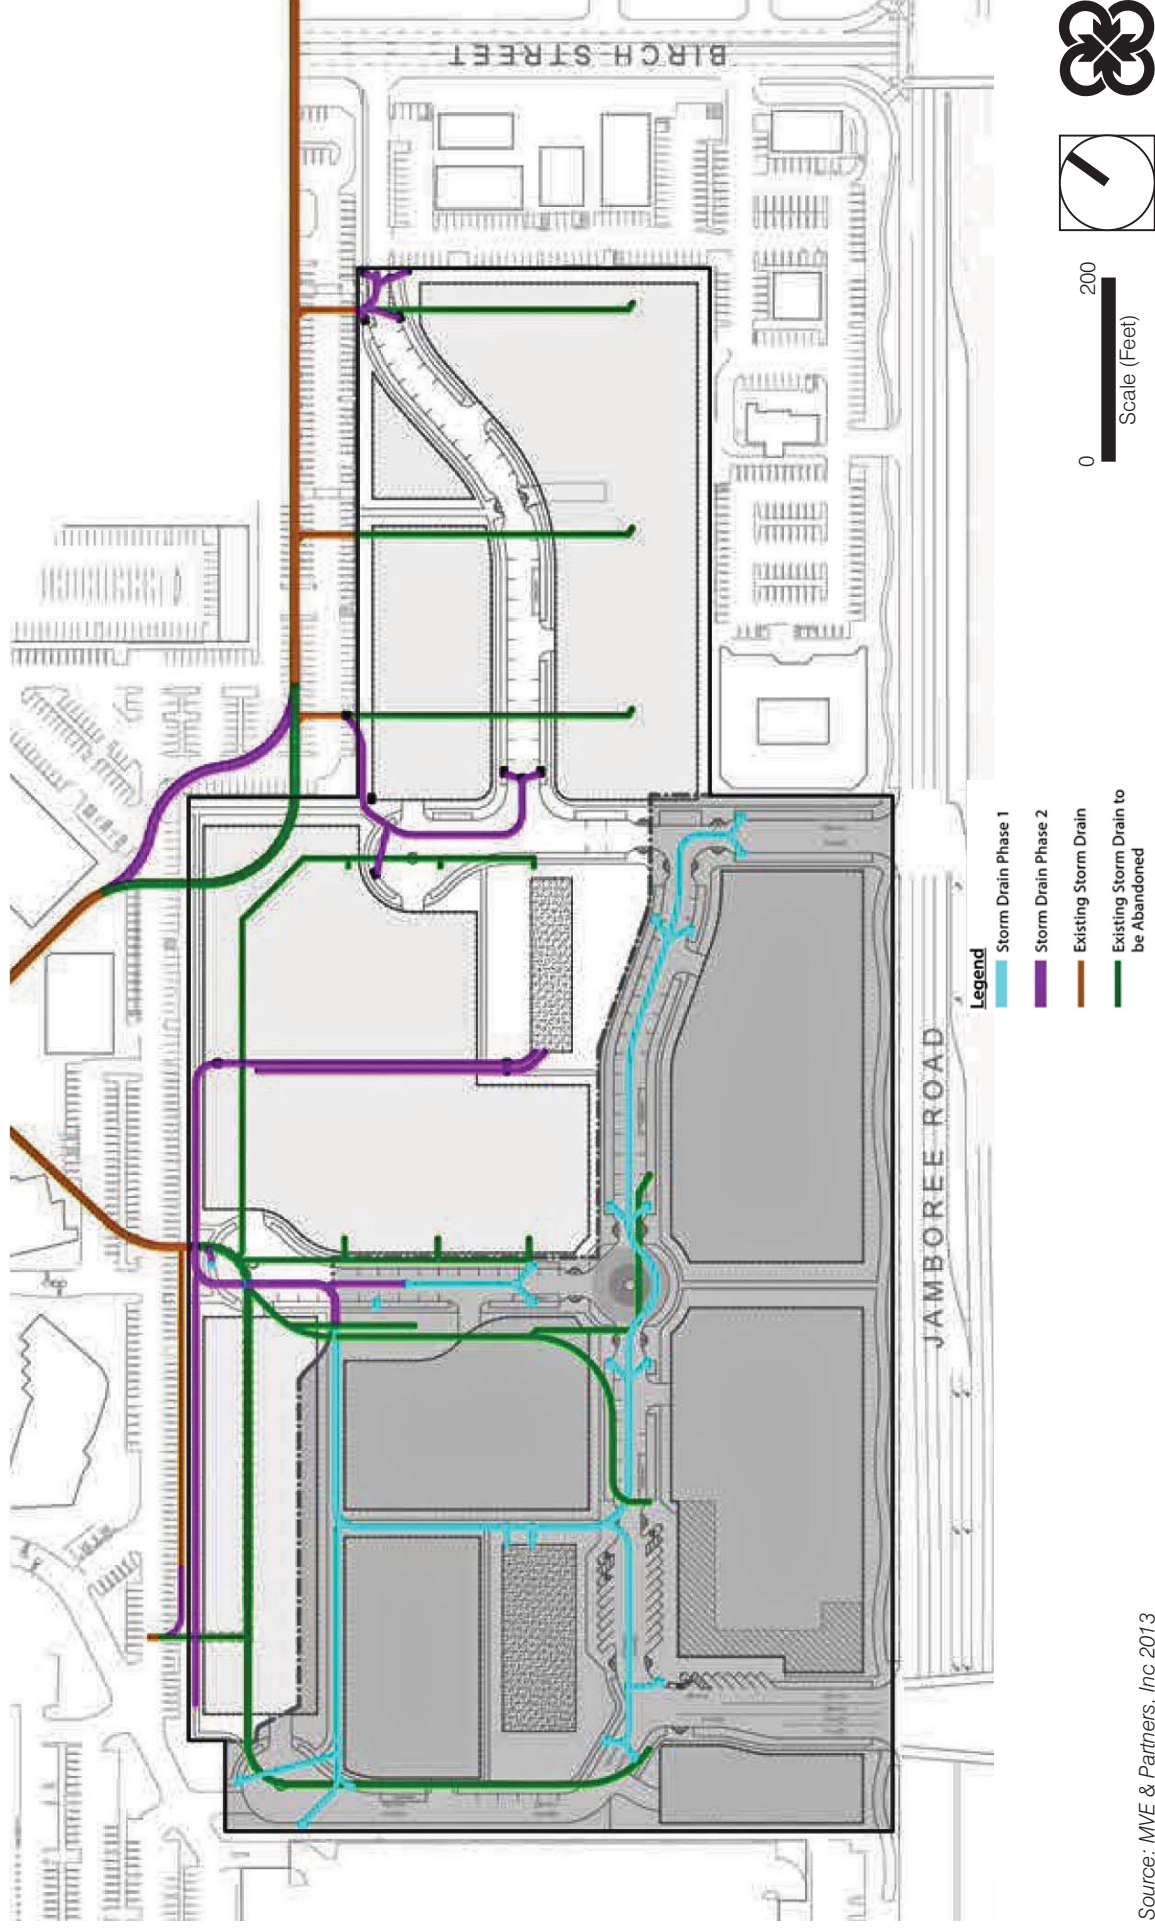 BIRCH STREET
JAMBOREE ROAD
Legend
Storm Drain Phase 1
Storm Drain Phase 2
Existing Storm Drain
Existing Storm Drain to
be Abandoned
0
200
Scale (Feet)
Source: MVE & Partners, Inc 2013